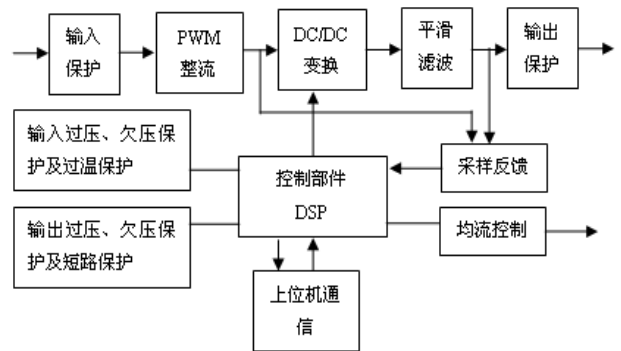 输入
保护
PWM
整流
DC/DC
变换
平滑
滤波
输出
保护
输入过压、欠压保
护及过温保护
控制部件
DSP
采样反馈
输出过压、欠压保
护及短路保护
均流控制
上位机通
信